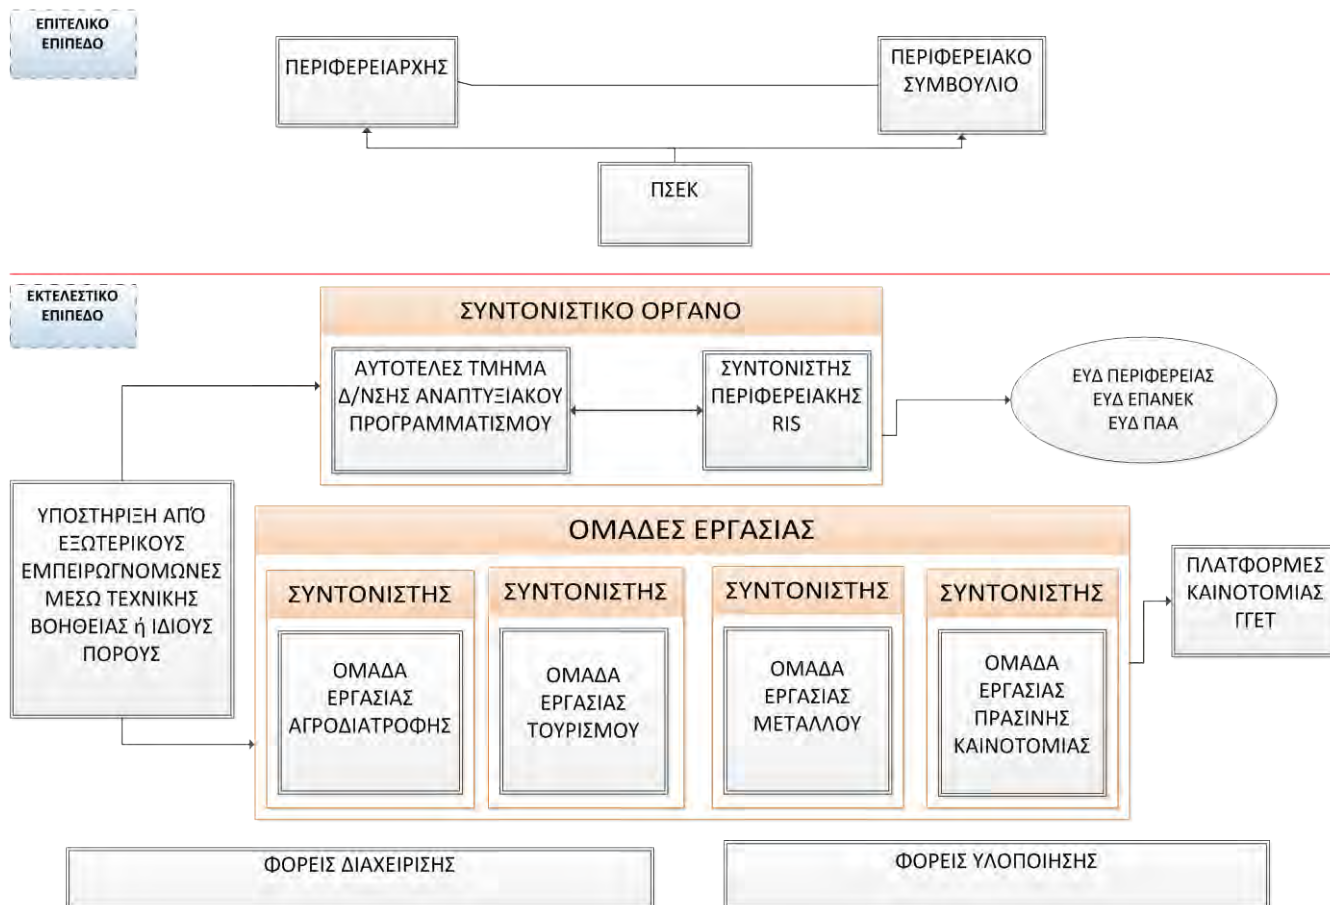 ΕΠΙΤΕΛΙΚΟ
ΕΠΙΠΕΔΟ
ΠΕΡΙΦΕΡΕΙΑΡΧΗΣ
ΠΕΡΙΦΕΡΕΙΑΚΟ
ΣΥΜΒΟΥΛΙΟ
ΠΣΕΚ
ΕΚΤΕΛΕΣΤΙΚΟ
ΕΠΙΠΕΔΟ
ΣΥΝΤΟΝΙΣΤΙΚΟ ΟΡΓΑΝΟ
ΑΥΤΟΤΕΛΕΣ ΤΜΗΜΑ
Δ/ΝΣΗΣ ΑΝΑΠΤΥΞΙΑΚΟΥ
ΠΡΟΓΡΑΜΜΑΤΙΣΜΟΥ
ΣΥΝΤΟΝΙΣΤΗΣ
ΠΕΡΙΦΕΡΕΙΑΚΗΣ
RIS
ΕΥΔ ΠΕΡΙΦΕΡΕΙΑΣ
ΕΥΔ ΕΠΑΝΕΚ
ΕΥΔ ΠΑΑ
ΥΠΟΣΤΗΡΙΞΗ ΑΠΌ
ΕΞΩΤΕΡΙΚΟΥΣ
ΕΜΠΕΙΡΩΓΝΟΜΩΝΕΣ
ΜΕΣΩ ΤΕΧΝΙΚΗΣ
ΒΟΗΘΕΙΑΣ ή ΙΔΙΟΥΣ
ΠΟΡΟΥΣ
ΟΜΑΔΕΣ ΕΡΓΑΣΙΑΣ
ΣΥΝΤΟΝΙΣΤΗΣ
ΟΜΑΔΑ
ΕΡΓΑΣΙΑΣ
ΑΓΡΟΔΙΑΤΡΟΦΗΣ
ΣΥΝΤΟΝΙΣΤΗΣ
ΟΜΑΔΑ
ΕΡΓΑΣΙΑΣ
ΤΟΥΡΙΣΜΟΥ
ΣΥΝΤΟΝΙΣΤΗΣ
ΟΜΑΔΑ
ΕΡΓΑΣΙΑΣ
ΜΕΤΑΛΛΟΥ
ΣΥΝΤΟΝΙΣΤΗΣ
ΟΜΑΔΑ
ΕΡΓΑΣΙΑΣ
ΠΡΑΣΙΝΗΣ
ΚΑΙΝΟΤΟΜΙΑΣ
ΠΛΑΤΦΟΡΜΕΣ
ΚΑΙΝΟΤΟΜΙΑΣ
ΓΓΕΤ
ΦΟΡΕΙΣ ΔΙΑΧΕΙΡΙΣΗΣ
ΦΟΡΕΙΣ ΥΛΟΠΟΙΗΣΗΣ